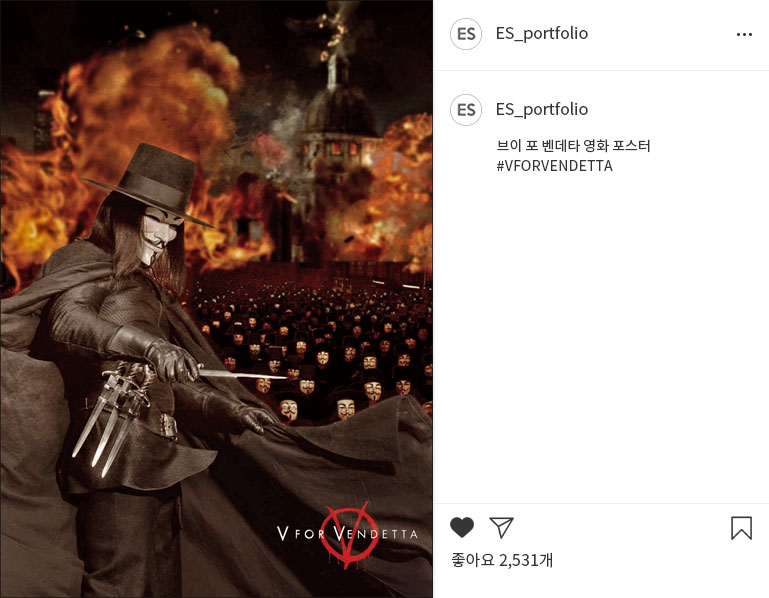 ES ES_portfolio
ES ES_portfolio
브이 포 벤데타 영화 포스터
#VFORVENDETTA
V FOR VENDETTA
좋아요 2,531개